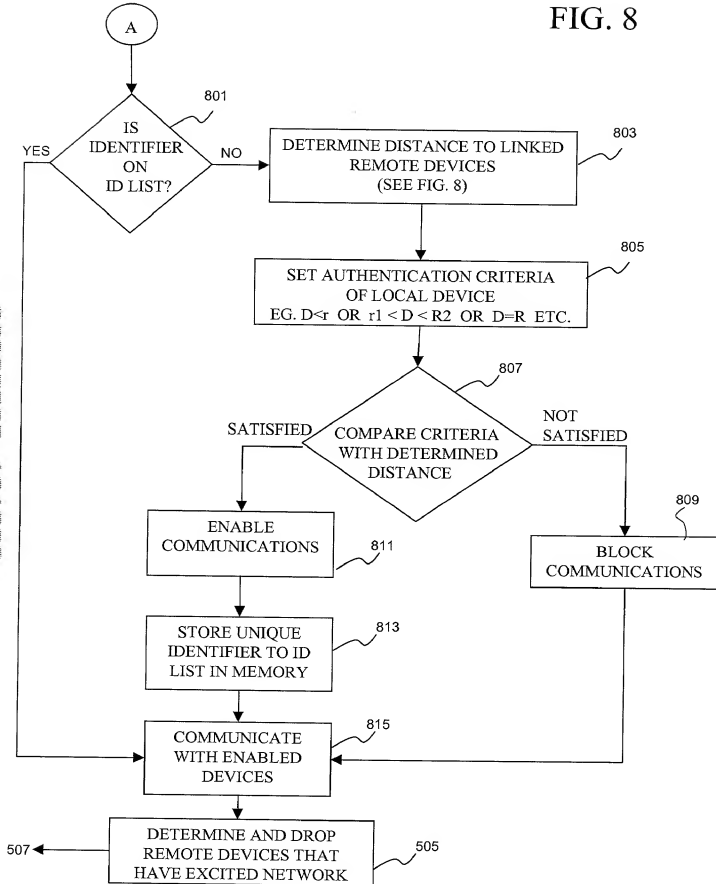 FIG. 8
A
801
IS
IDENTIFIER
ON
ID LIST?
YES
NO
DETERMINE DISTANCE TO LINKED
REMOTE DEVICES
(SEE FIG. 8)
803
SET AUTHENTICATION CRITERIA
OF LOCAL DEVICE
EG. D<r OR r1 < D < R2 OR D=R ETC.
805
807
COMPARE CRITERIA
WITH DETERMINED
DISTANCE
SATISFIED
NOT
SATISFIED
ENABLE
COMMUNICATIONS
811
809
BLOCK
COMMUNICATIONS
STORE UNIQUE
IDENTIFIER TO ID
LIST IN MEMORY
813
COMMUNICATE
WITH ENABLED
DEVICES
815
DETERMINE AND DROP
REMOTE DEVICES THAT
HAVE EXCITED NETWORK
505
507